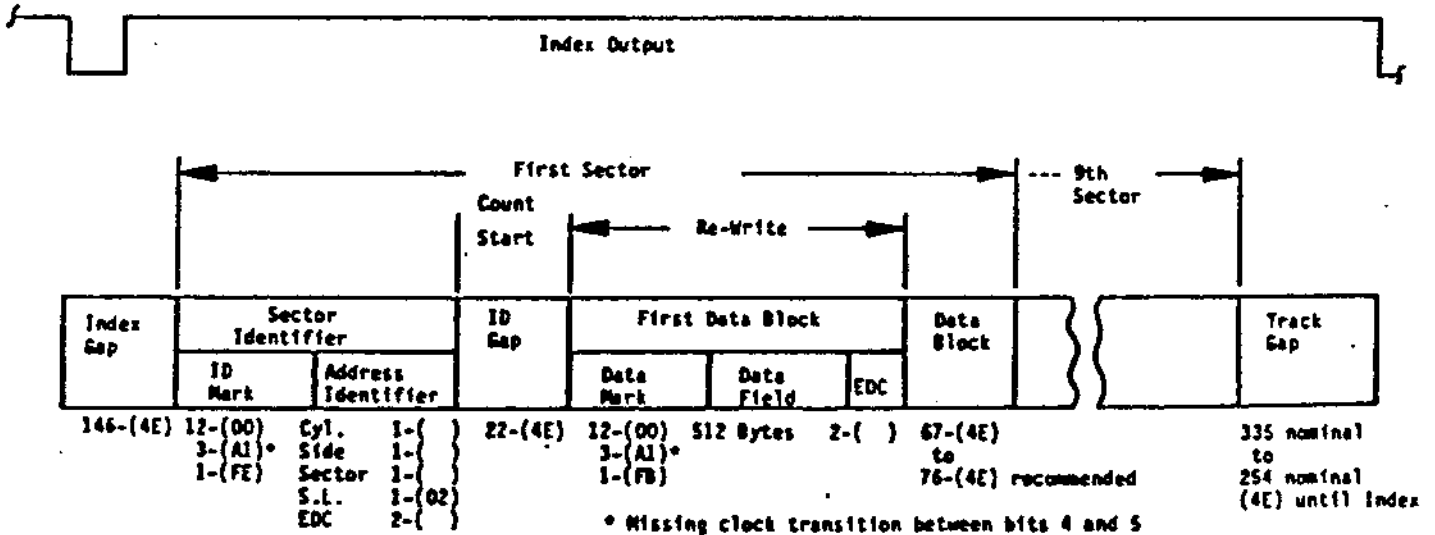 Index Output
First Sector
--- 9th
Sector
Count
Start
Re-Write
Index
Gap
Sector
Identifier
ID
Mark
Address
Identifier
ID
Gap
First Data Block
Data
Mark
Data
Field
EDC
Data
Block
Track
Gap
146-(4E) 12-(00) Cyl. 1-( ) 22-(4E) 12-(00) 512 Bytes 2-( ) 67-(4E) 335 nominal
3-(A1)* Side 1-( ) 3-(A1)* to to
1-(FE) Sector 1-( ) 1-(FB) 76-(4E) recommended 254 nominal
S.L. 1-(02) (4E) until Index
EDC 2-( ) * Missing clock transition between bits 4 and 5